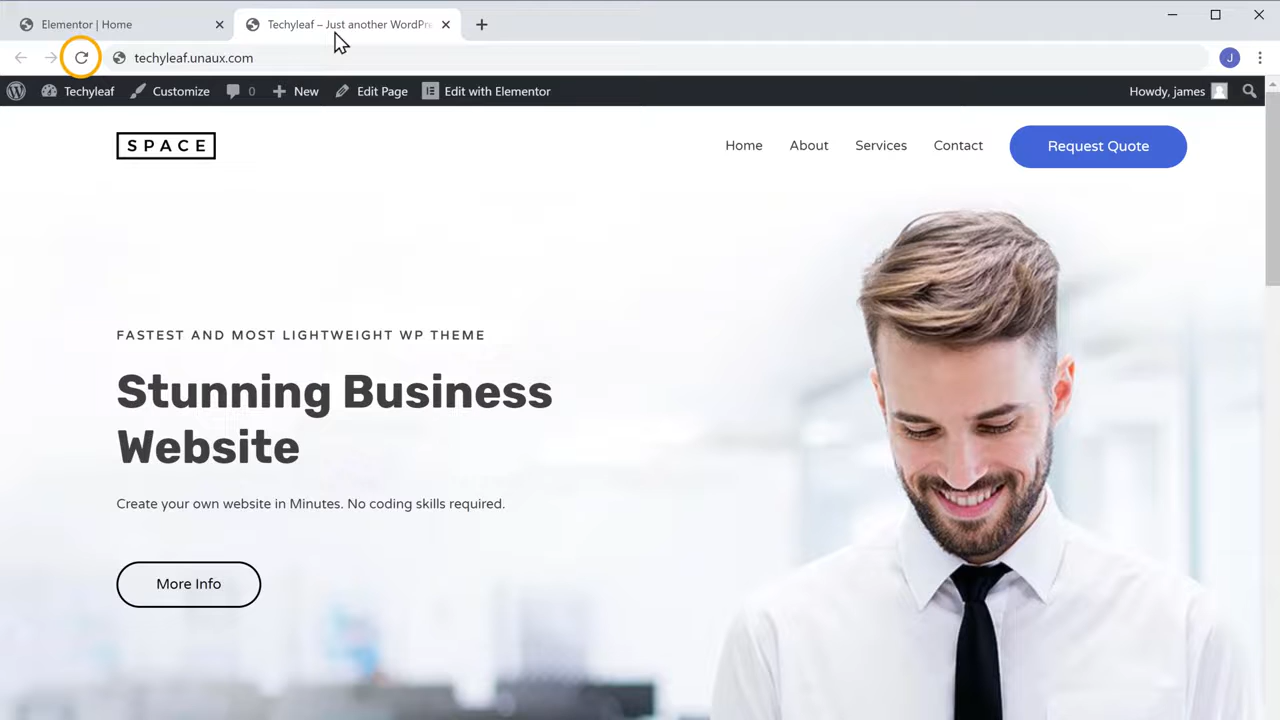 Elementor | Home
Techyleaf – Just another WordPre
techyleaf.unaux.com
J
Techyleaf
Customize
0
New
Edit Page
Edit with Elementor
Howdy, james
SPACE
Home
About
Services
Contact
Request Quote
FASTEST AND MOST LIGHTWEIGHT WP THEME
Stunning Business
Website
Create your own website in Minutes. No coding skills required.
More Info